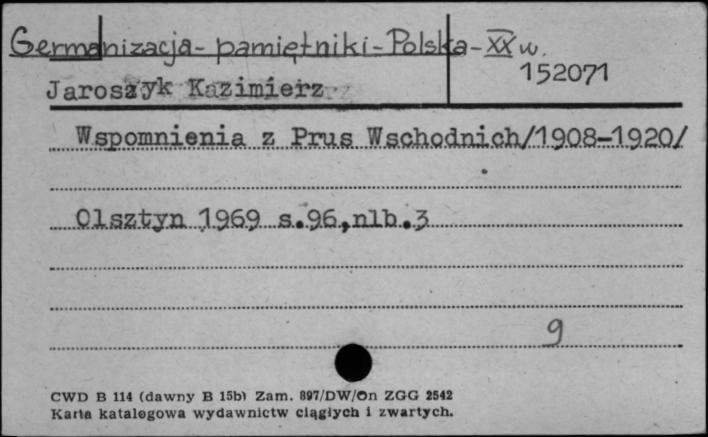 Germanizacja - pamiętniki - Polska - XX w.
152071
Jaroszyk Kazimierz
Wspomnienia z Prus Wschodnich/1908-1920/
Olsztyn 1969 s.96,nlb.3
9
CWD B 114 (dawny B 15b) Zam. 897/DW/On ZGG 2542
Karta katalogowa wydawnictw ciągłych i zwartych.